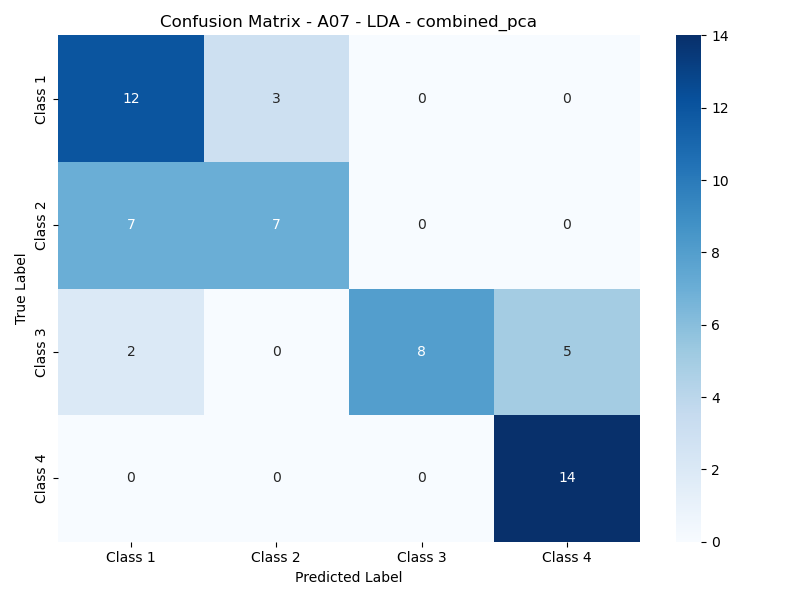 Confusion Matrix - A07 - LDA - combined_pca
True Label
Class 1
12 3 0 0
Class 2
7 7 0 0
Class 3
2 0 8 5
Class 4
0 0 0 14
Class 1 Class 2 Class 3 Class 4
Predicted Label
14
12
10
8
6
4
2
0